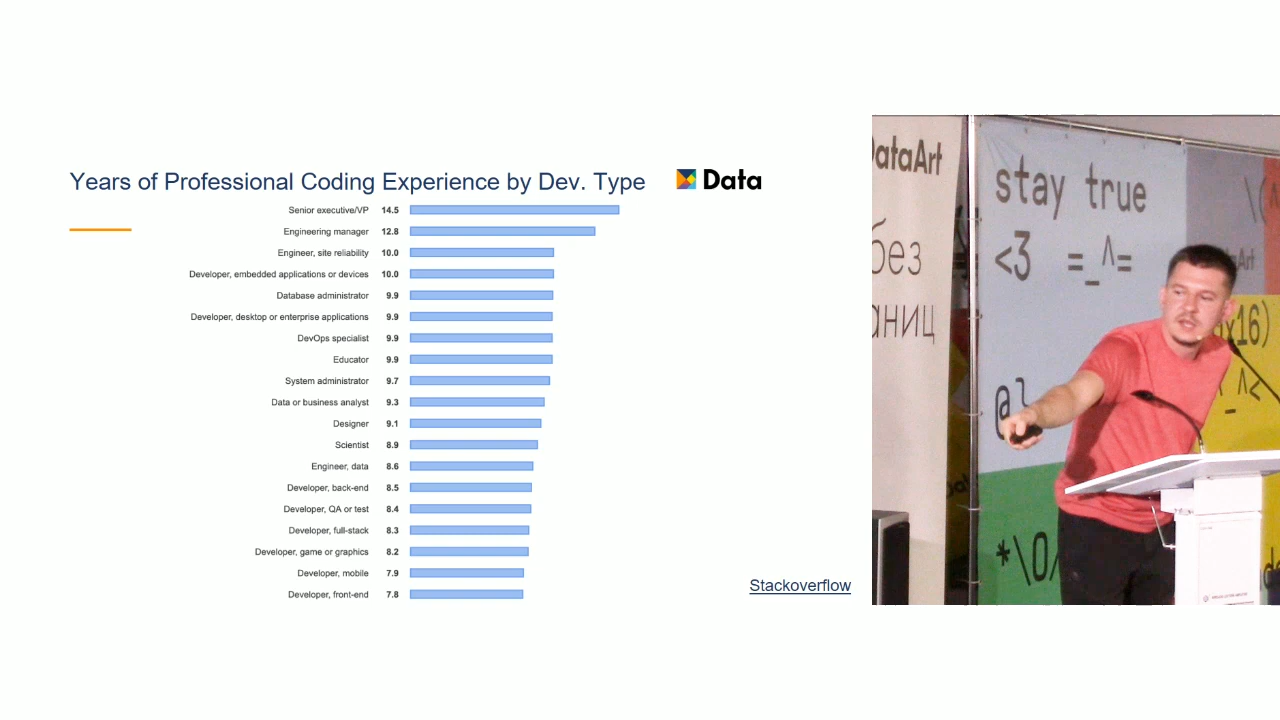 Years of Professional Coding Experience by Dev. Type
Data
Senior executive/VP 14.5
Engineering manager 12.8
Engineer, site reliability 10.0
Developer, embedded applications or devices 10.0
Database administrator 9.9
Developer, desktop or enterprise applications 9.9
DevOps specialist 9.9
Educator 9.9
System administrator 9.7
Data or business analyst 9.3
Designer 9.1
Scientist 8.9
Engineer, data 8.6
Developer, back-end 8.5
Developer, QA or test 8.4
Developer, full-stack 8.3
Developer, game or graphics 8.2
Developer, mobile 7.9
Developer, front-end 7.8
Stackoverflow
DataArt
без
аниц
stay true
<3 =_^=
*\O/